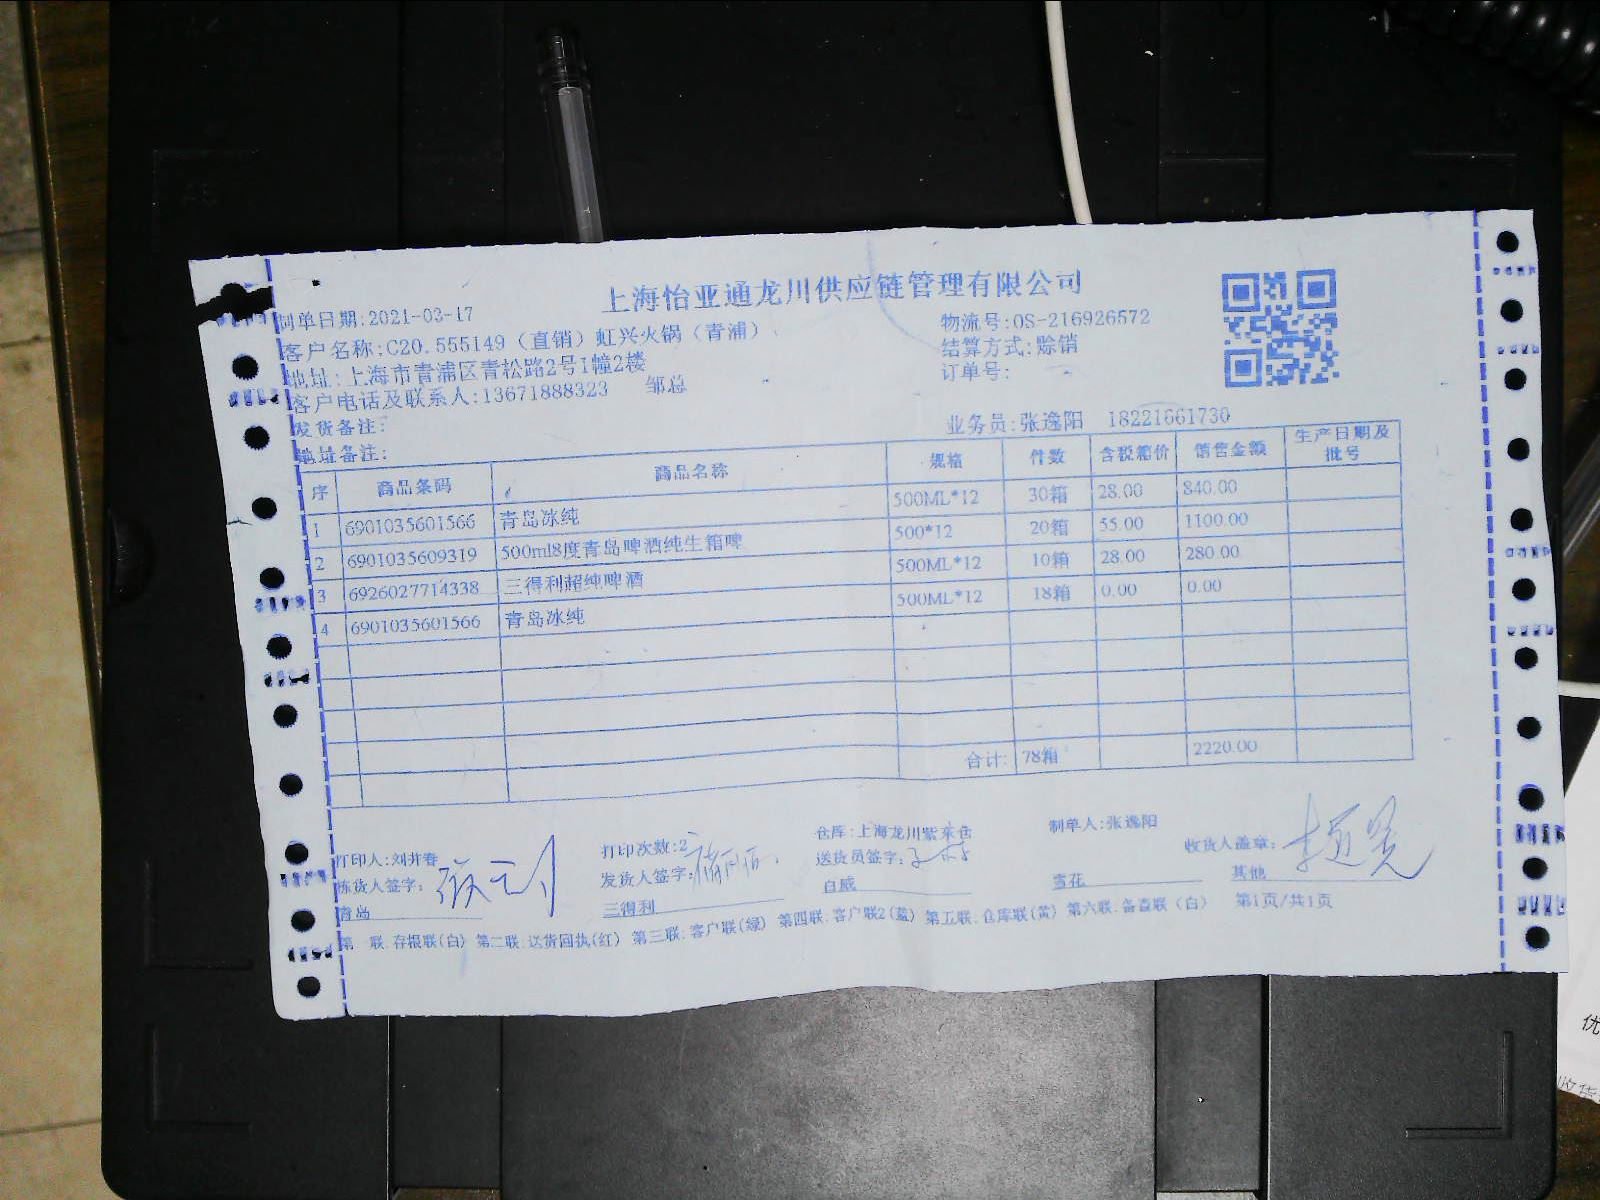 上海怡亚通龙川供应链管理有限公司
制单日期:2021-03-17 物流号:OS-216926572
客户名称:C20.555149（直销）虹兴火锅（青浦） 结算方式:赊销
地址:上海市青浦区青松路2号1幢2楼 订单号:
客户电话及联系人:13671888323 邹总
发货备注: 业务员:张逸阳 18221661730
地址备注:
序 商品条码 商品名称 规格 件数 含税箱价 销售金额 生产日期及批号
1 6901035601566 青岛冰纯 500ML*12 30箱 28.00 840.00
2 6901035609319 500ml8度青岛啤酒纯生箱啤 500*12 20箱 55.00 1100.00
3 6926027714338 三得利超纯啤酒 500ML*12 10箱 28.00 280.00
4 6901035601566 青岛冰纯 500ML*12 18箱 0.00 0.00
合计: 78箱 2220.00
打印人:刘井春 打印次数:2 仓库:上海龙川紫莱仓 制单人:张逸阳 收货人盖章:
拣货人签字: 发货人签字: 送货员签字:
青岛 三得利 百威 雪花 其他
第一联:存根联(白) 第二联:送货回执(红) 第三联:客户联(绿) 第四联:客户联2(蓝) 第五联:仓库联(黄) 第六联:备查联(白) 第1页/共1页
优
收货